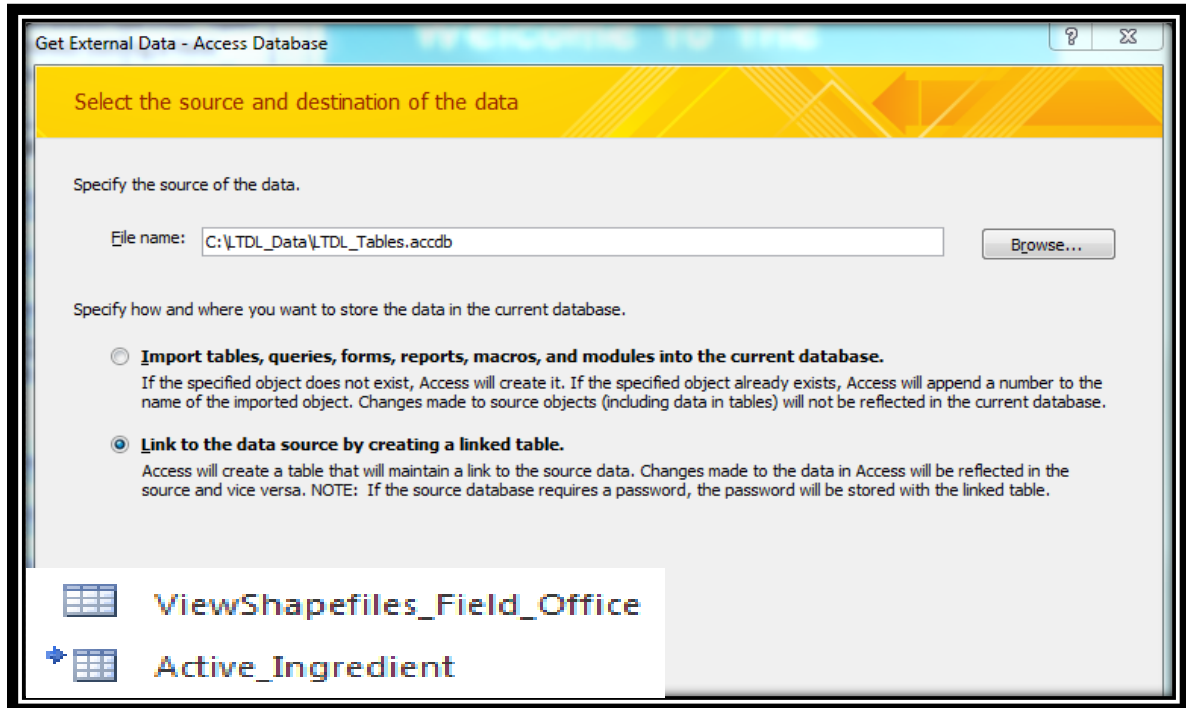 Welcome to the
Get External Data - Access Database
Select the source and destination of the data
Specify the source of the data.
File name: C:\LTDL_Data\LTDL_Tables.accdb Browse...
Specify how and where you want to store the data in the current database.
Import tables, queries, forms, reports, macros, and modules into the current database.
If the specified object does not exist, Access will create it. If the specified object already exists, Access will append a number to the
name of the imported object. Changes made to source objects (including data in tables) will not be reflected in the current database.
Link to the data source by creating a linked table.
Access will create a table that will maintain a link to the source data. Changes made to the data in Access will be reflected in the
source and vice versa. NOTE: If the source database requires a password, the password will be stored with the linked table.
ViewShapefiles_Field_Office
Active_Ingredient